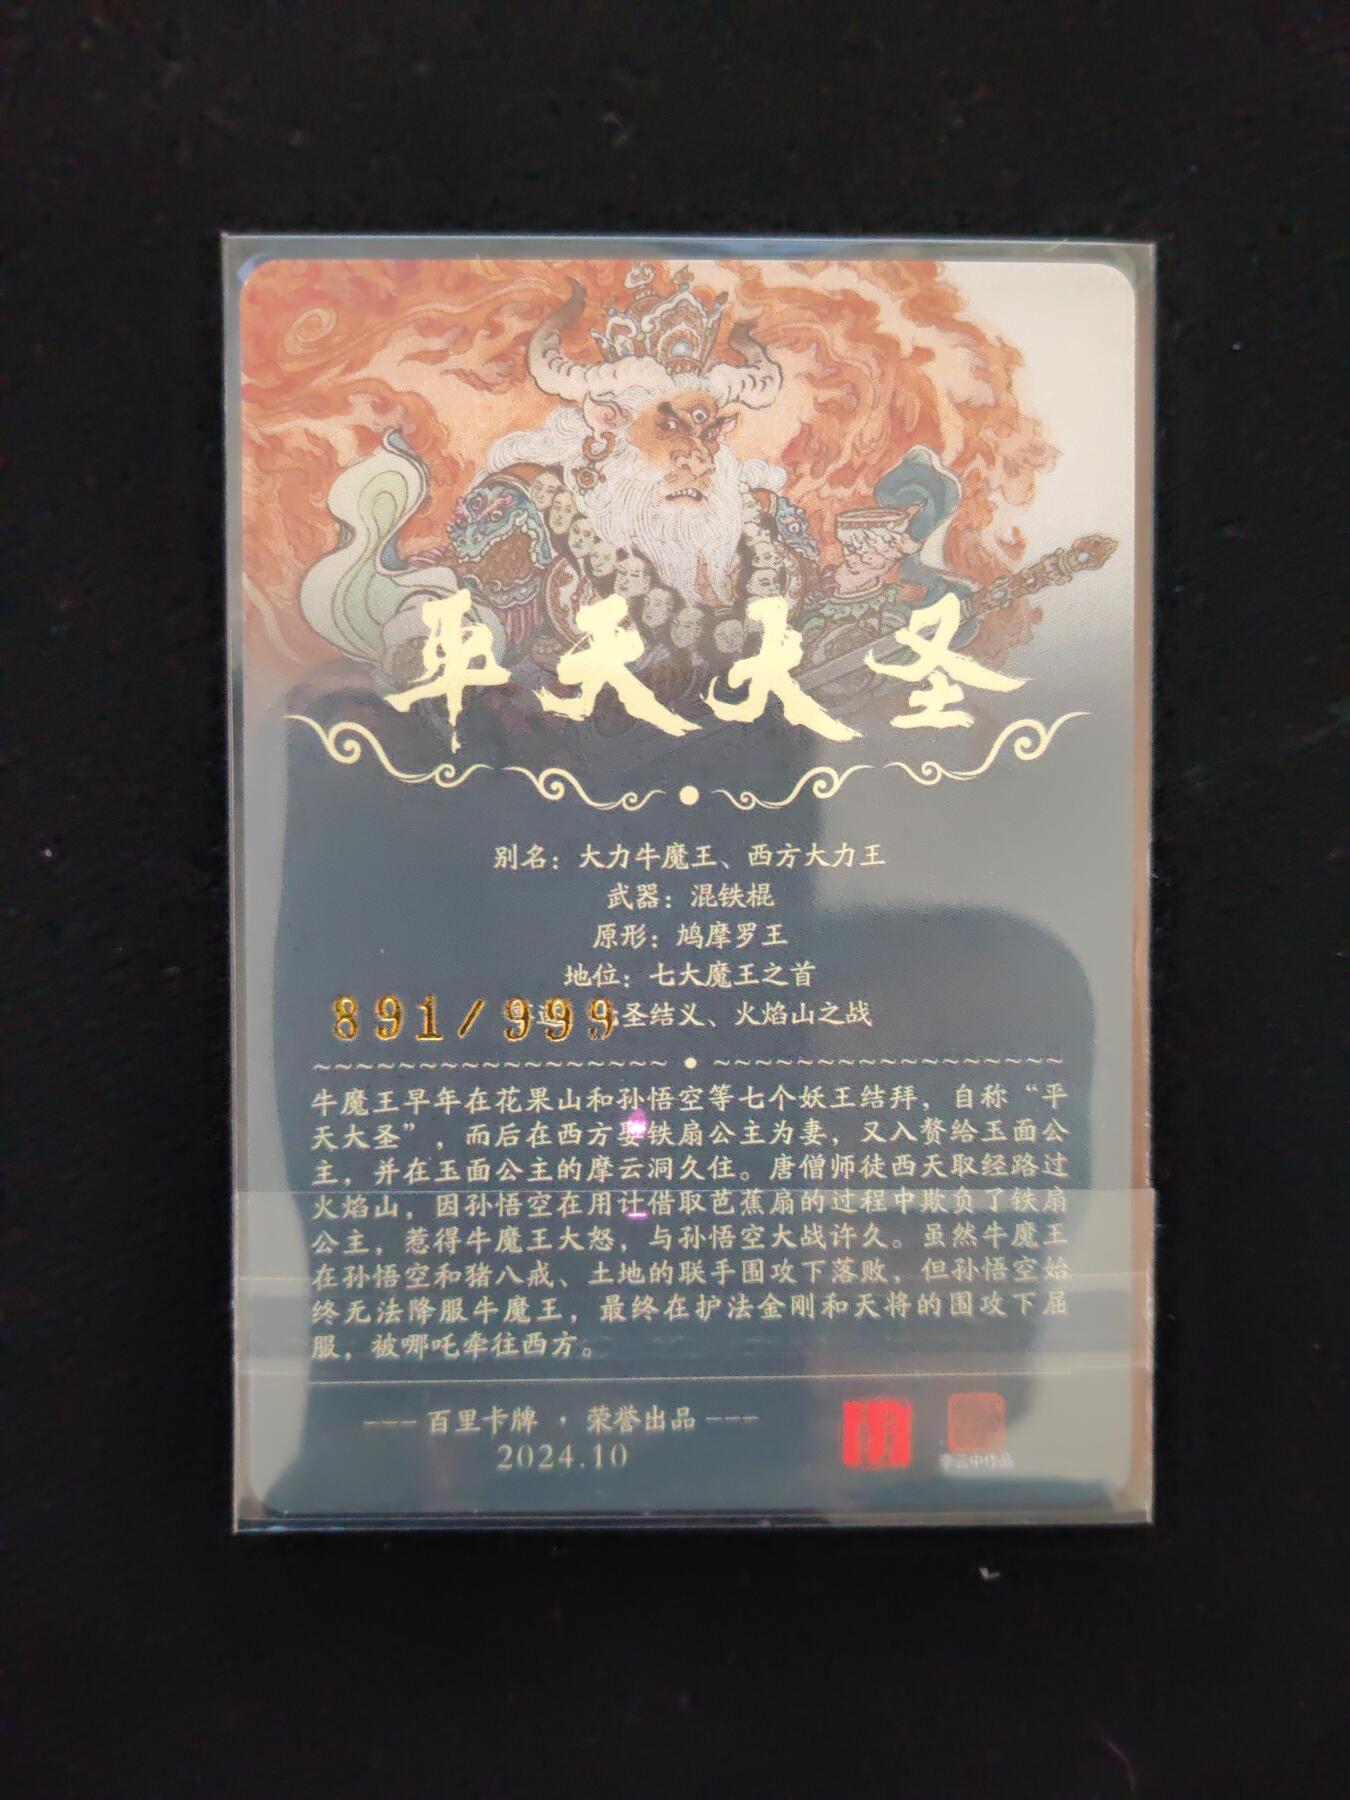 平天大圣
别名：大力牛魔王、西方大力王
武器：混铁棍
原形：鸠摩罗王
地位：七大魔王之首
891/999
圣结义、火焰山之战
牛魔王早年在花果山和孙悟空等七个妖王结拜，自称“平
天大圣”，而后在西方娶铁扇公主为妻，又入赘给玉面公
主，并在玉面公主的摩云洞久住。唐僧师徒西天取经路过
火焰山，因孙悟空在用计借取芭蕉扇的过程中欺负了铁扇
公主，惹得牛魔王大怒，与孙悟空大战许久。虽然牛魔王
在孙悟空和猪八戒、土地的联手围攻下落败，但孙悟空始
终无法降服牛魔王，最终在护法金刚和天将的围攻下屈
服，被哪吒牵往西方。
--- 百里卡牌 · 荣誉出品 ---
2024.10
李云中作品